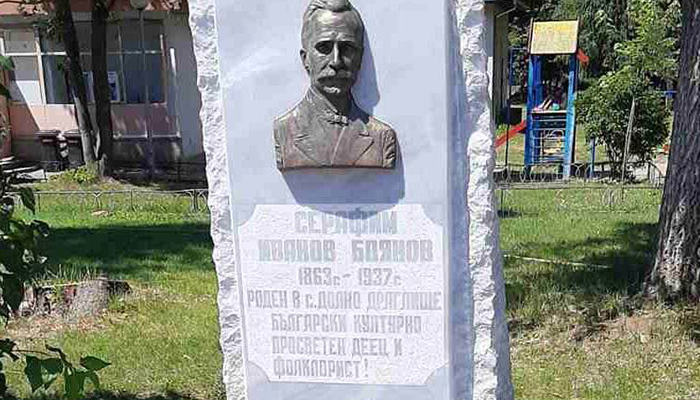 СЕРАФИМ
ИВАНОВ БОЯНОВ
1863г.-1937г.
РОДЕН В С.ДОЛНО ДРАГЛИЩЕ
БЪЛГАРСКИ КУЛТУРНО
ПРОСВЕТЕН ДЕЕЦ И
ФОЛКЛОРИСТ!